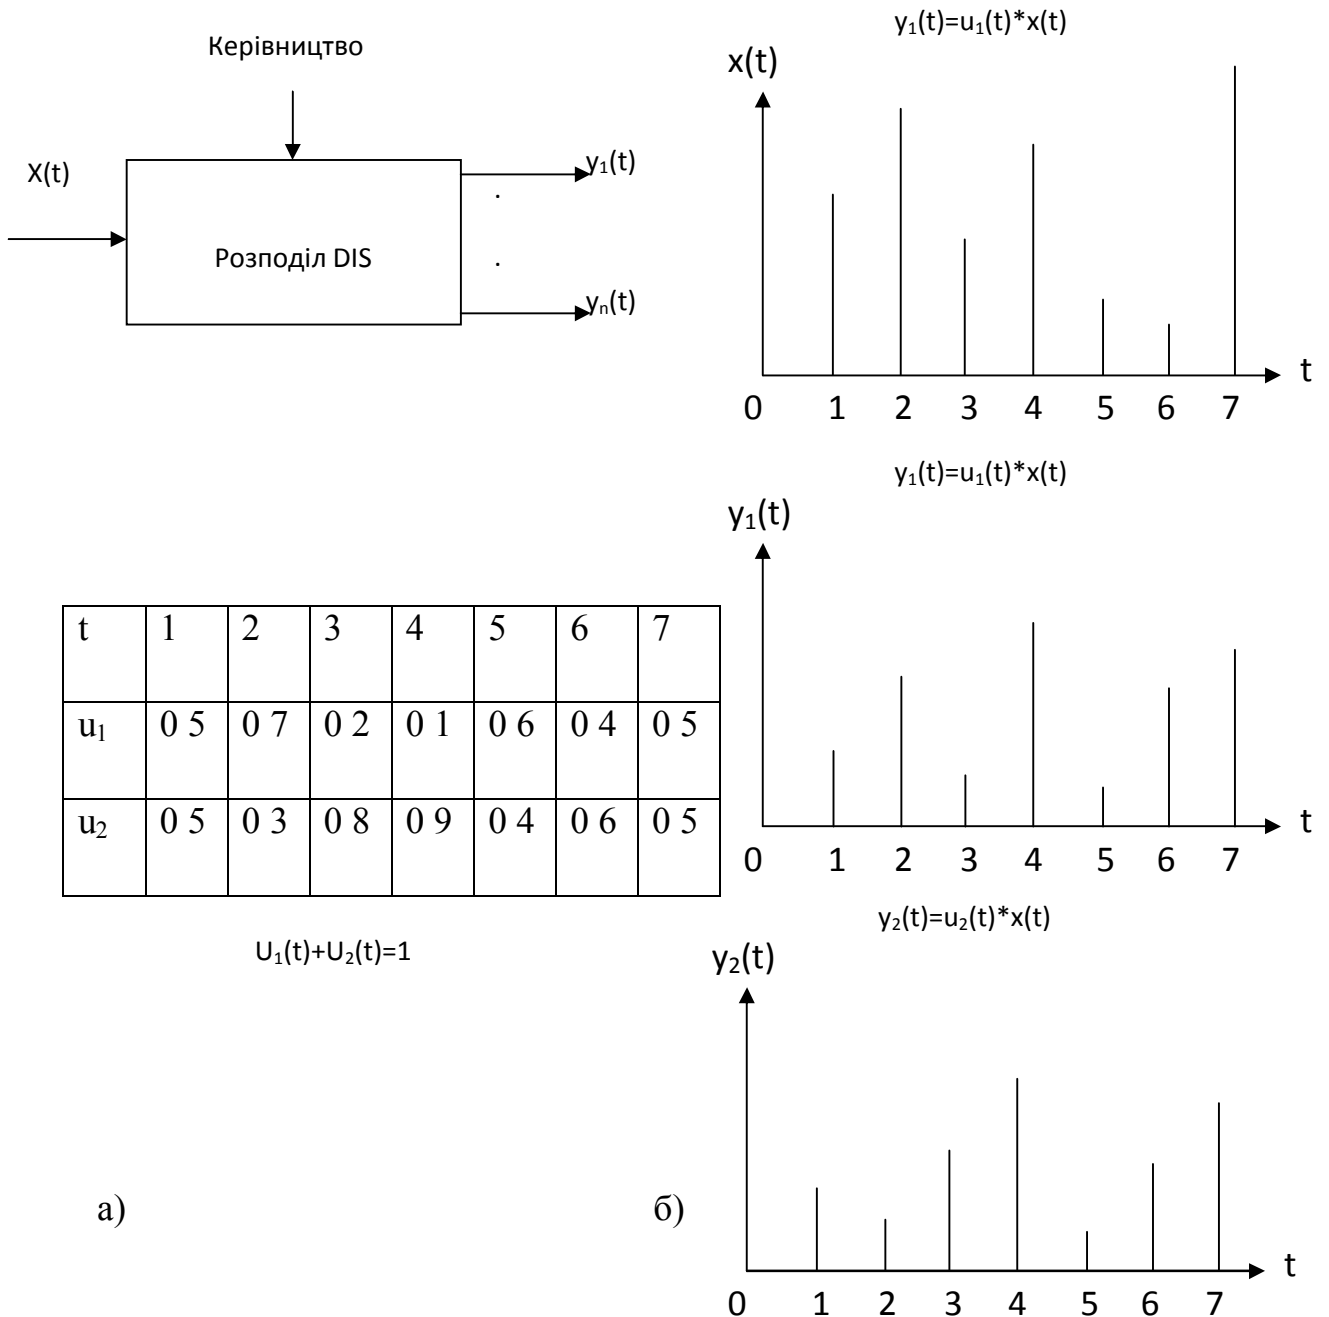 Керівництво
X(t)
Розподіл DIS
y₁(t)
.
.
yₙ(t)
y₁(t)=u₁(t)*x(t)
x(t)
t
0 1 2 3 4 5 6 7
y₁(t)=u₁(t)*x(t)
y₁(t)
t
0 1 2 3 4 5 6 7
t 1 2 3 4 5 6 7
u₁ 0 5 0 7 0 2 0 1 0 6 0 4 0 5
u₂ 0 5 0 3 0 8 0 9 0 4 0 6 0 5
U₁(t)+U₂(t)=1
y₂(t)=u₂(t)*x(t)
y₂(t)
t
0 1 2 3 4 5 6 7
а)
б)